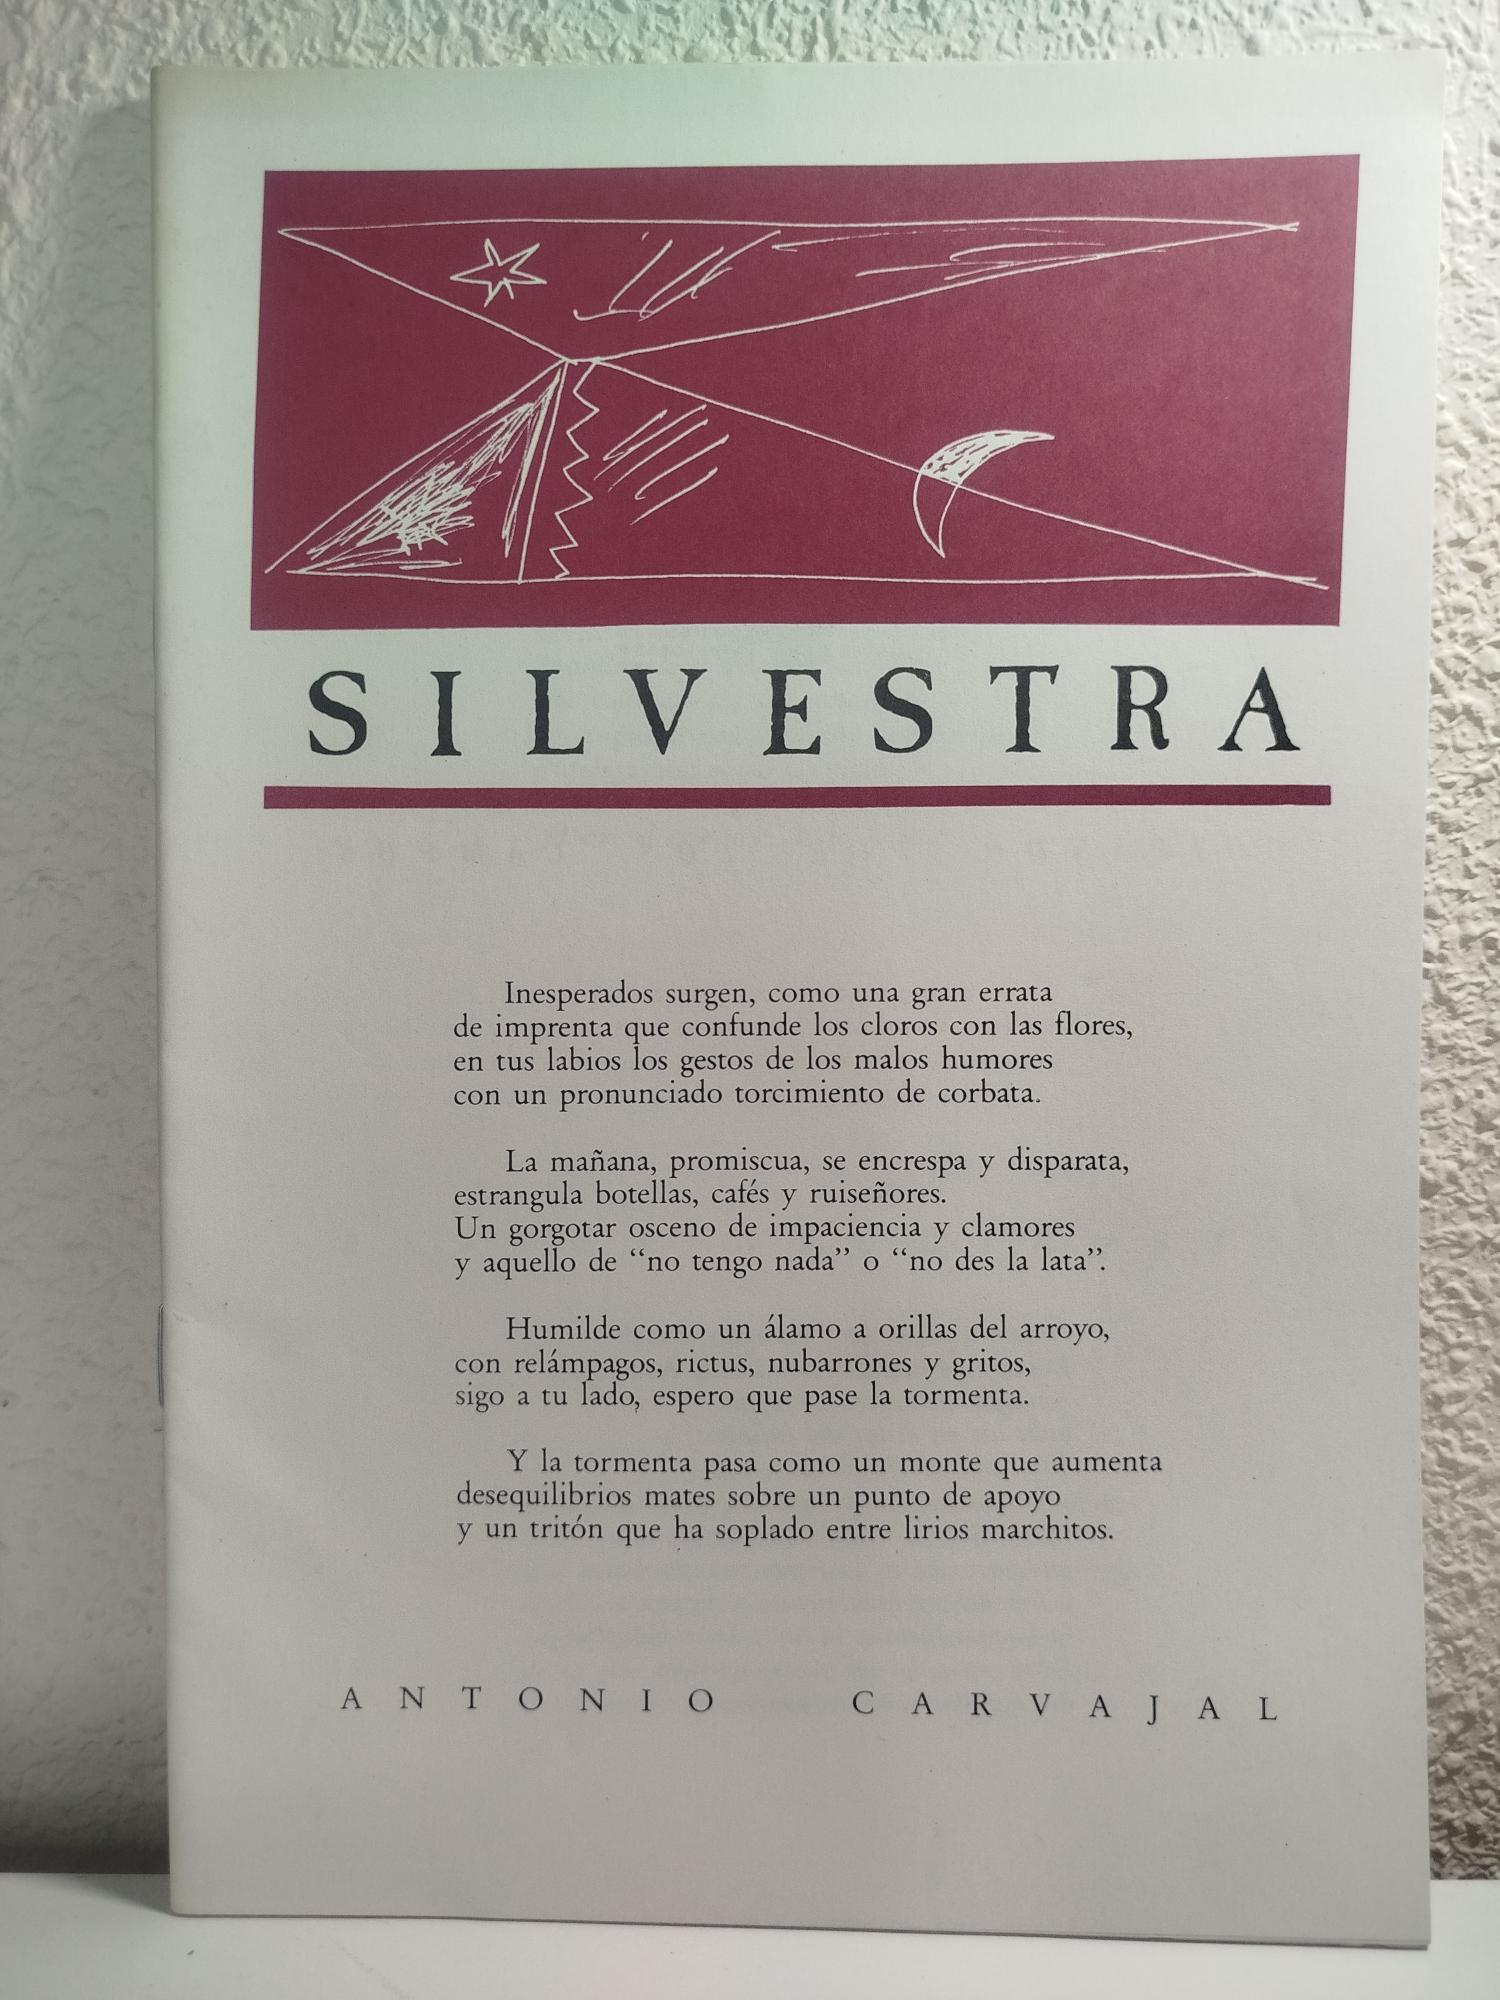 SILVESTRA
Inesperados surgen, como una gran errata
de imprenta que confunde los cloros con las flores,
en tus labios los gestos de los malos humores
con un pronunciado torcimiento de corbata.
La mañana, promiscua, se encrespa y disparata,
estrangula botellas, cafés y ruiseñores.
Un gorgotar osceno de impaciencia y clamores
y aquello de “no tengo nada” o “no des la lata”.
Humilde como un álamo a orillas del arroyo,
con relámpagos, rictus, nubarrones y gritos,
sigo a tu lado, espero que pase la tormenta.
Y la tormenta pasa como un monte que aumenta
desequilibrios mates sobre un punto de apoyo
y un tritón que ha soplado entre lirios marchitos.
ANTONIO CARVAJAL